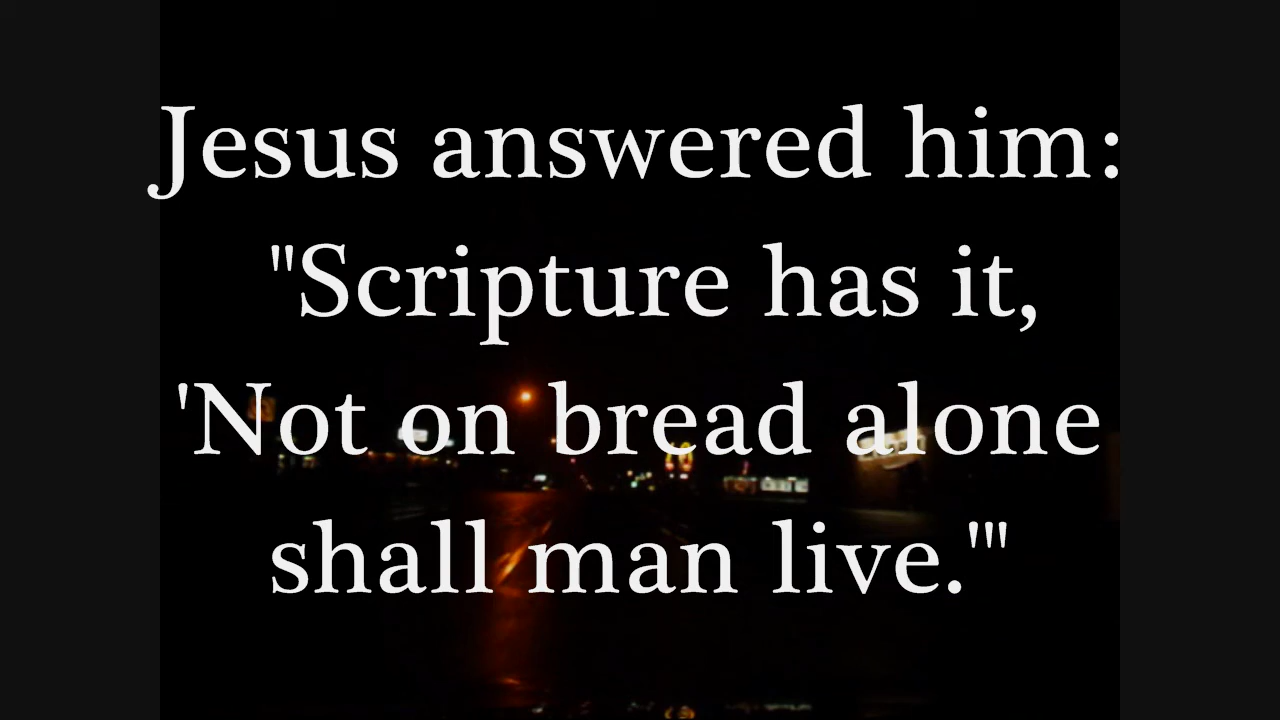 Jesus answered him:
"Scripture has it,
'Not on bread alone
shall man live.'"